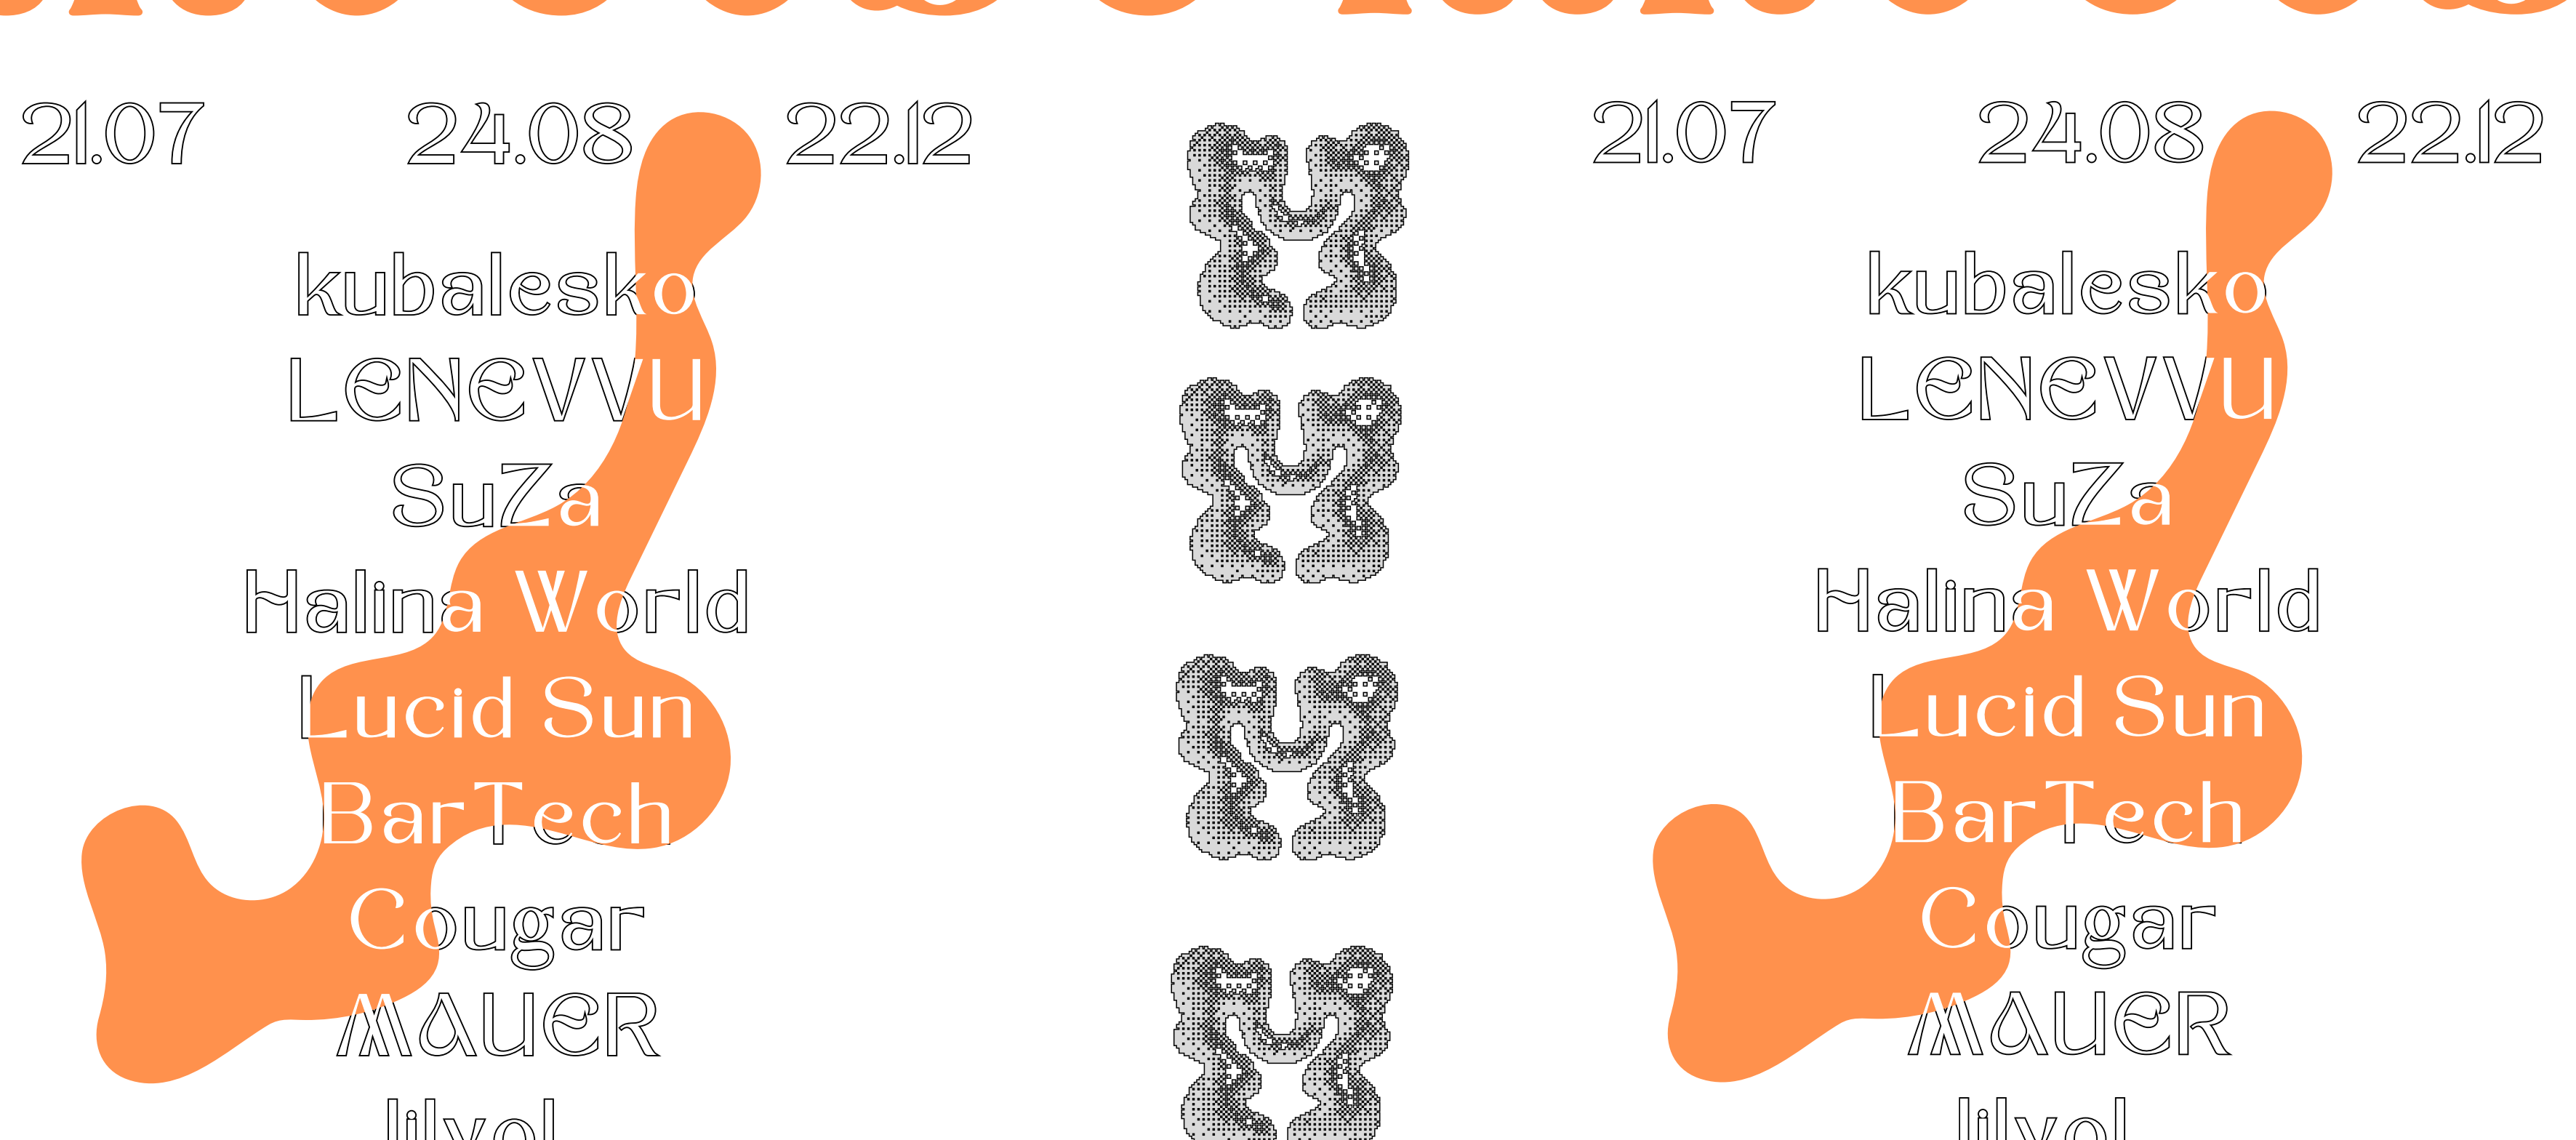 21.07 24.08 22.12
kubalesko
LENEVVU
SuZa
Halina World
Lucid Sun
BarTech
Cougar
MAUER
21.07 24.08 22.12
kubalesko
LENEVVU
SuZa
Halina World
Lucid Sun
BarTech
Cougar
MAUER